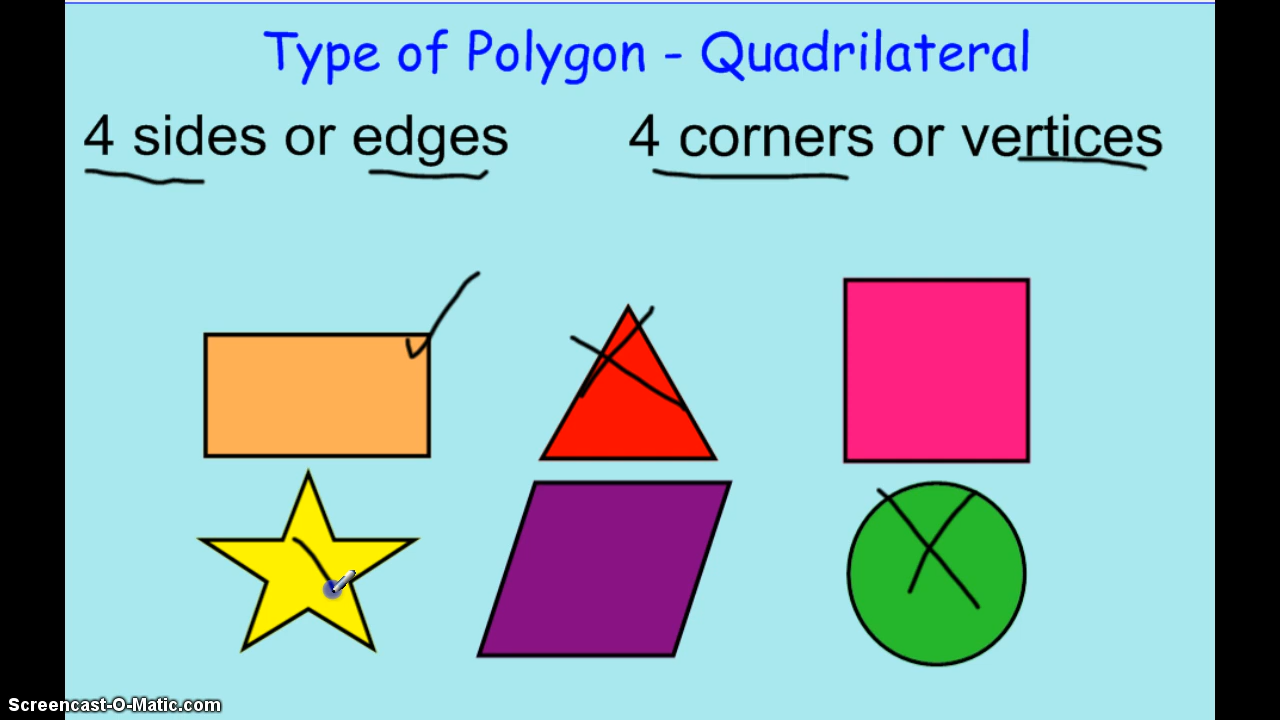 Type of Polygon - Quadrilateral
4 sides or edges 4 corners or vertices
Screencast-O-Matic.com